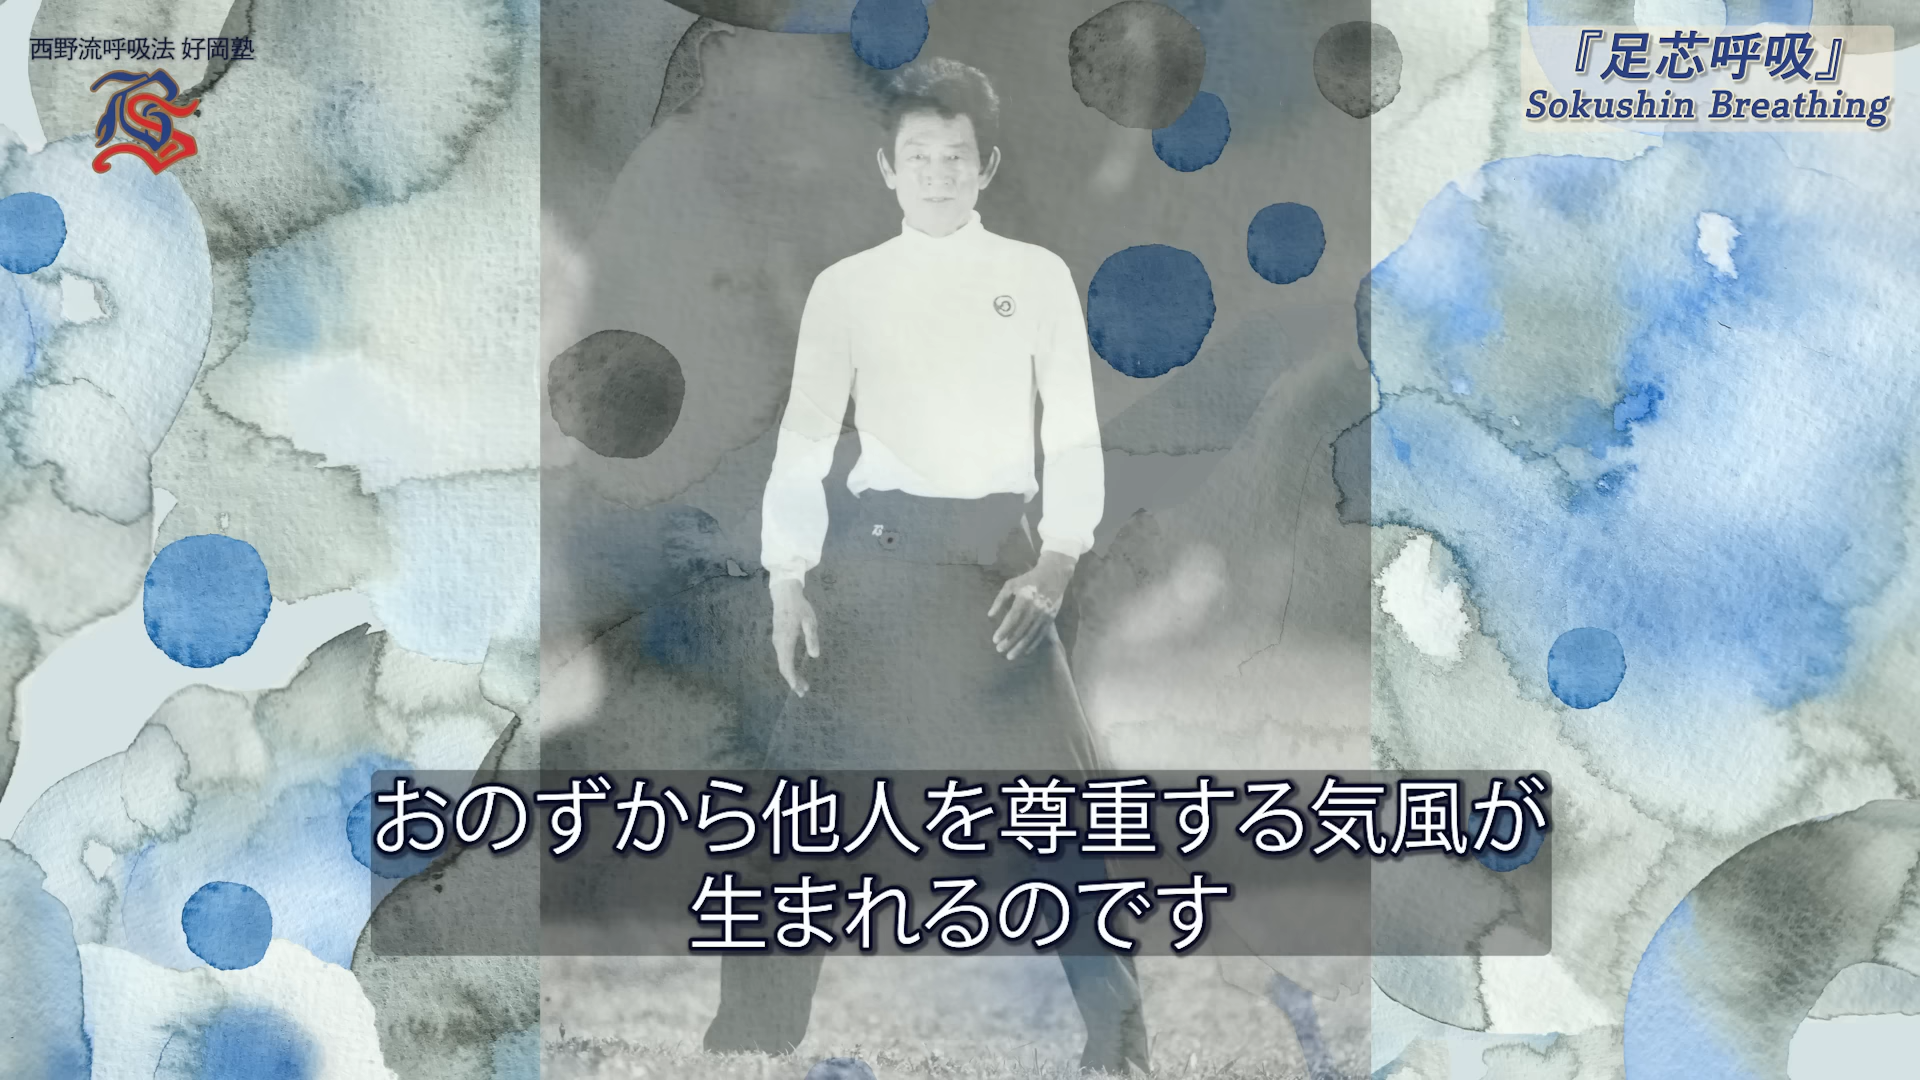 西野流呼吸法 好岡塾
『足芯呼吸』
Sokushin Breathing
おのずから他人を尊重する気風が
生まれるのです